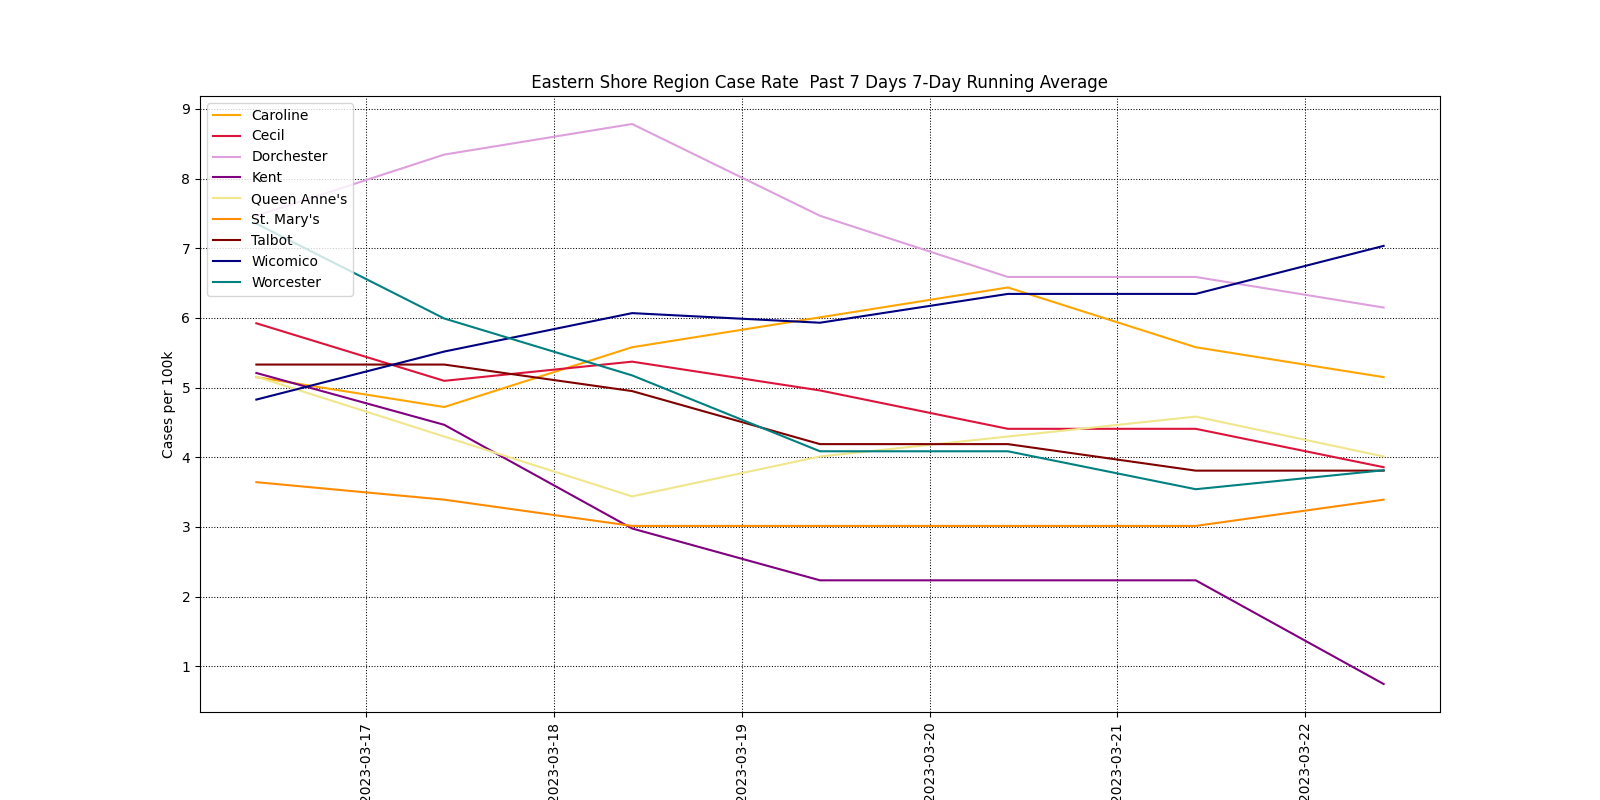 Eastern Shore Region Case Rate  Past 7 Days 7-Day Running Average
9
8
7
6
5
4
3
2
1
Cases per 100k
Caroline
Cecil
Dorchester
Kent
Queen Anne's
St. Mary's
Talbot
Wicomico
Worcester
2023-03-17
2023-03-18
2023-03-19
2023-03-20
2023-03-21
2023-03-22